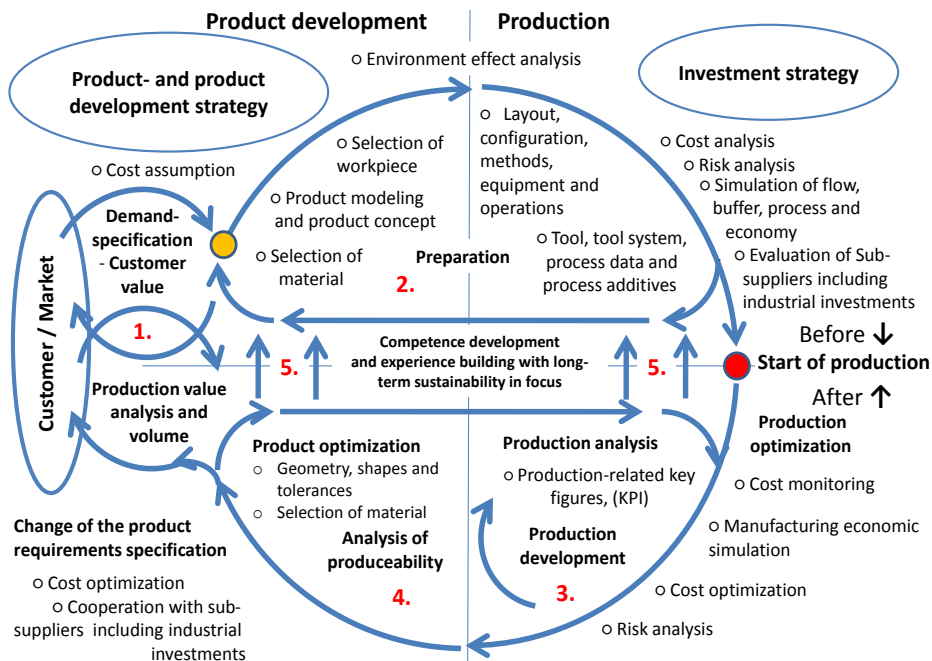 Product development
Production
○ Environment effect analysis
Product- and product
development strategy
Investment strategy
○ Cost assumption
○ Selection of
workpiece
○ Layout,
configuration,
methods,
equipment and
operations
○ Cost analysis
○ Risk analysis
○ Simulation of flow,
buffer, process and
economy
Demand-
specification
- Customer
value
○ Product modeling
and product concept
○ Selection of
material
Preparation
2.
○ Tool, tool system,
process data and
process additives
○ Evaluation of Sub-
suppliers including
industrial investments
Customer / Market
1.
Before ↓
Start of production
After ↑
5.
Competence development
and experience building with long-
term sustainability in focus
5.
Production value
analysis and
volume
Production
optimization
Product optimization
○ Geometry, shapes and
tolerances
○ Selection of material
Production analysis
○ Production-related key
figures, (KPI)
○ Cost monitoring
Change of the product
requirements specification
Analysis of
produceability
4.
Production
development
3.
○ Manufacturing economic
simulation
○ Cost optimization
○ Cooperation with sub-
suppliers including industrial
investments
○ Cost optimization
○ Risk analysis